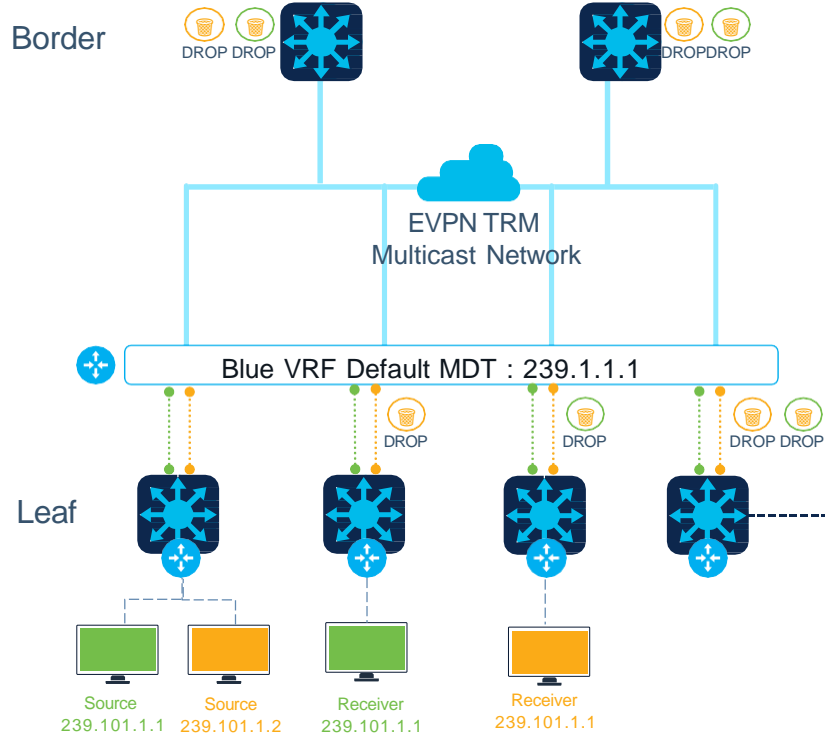 Border
DROP DROP
DROP DROP
EVPN TRM
Multicast Network
Blue VRF Default MDT : 239.1.1.1
DROP
DROP
DROP DROP
Leaf
Source
239.101.1.1
Source
239.101.1.2
Receiver
239.101.1.1
Receiver
239.101.1.1